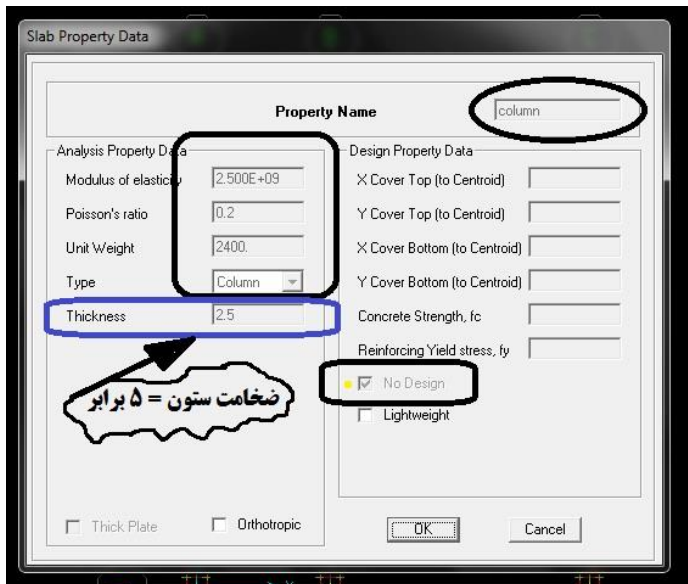 Slab Property Data
Property Name
column
Analysis Property Data
Modulus of elasticity 2.500E+09
Poisson's ratio 0.2
Unit Weight 2400.
Type Column
Thickness 2.5
ضخامت ستون = ۵ برابر
Thick Plate
Orthotropic
Design Property Data
X Cover Top (to Centroid)
Y Cover Top (to Centroid)
X Cover Bottom (to Centroid)
Y Cover Bottom (to Centroid)
Concrete Strength, fc
Reinforcing Yield stress, fy
No Design
Lightweight
OK
Cancel